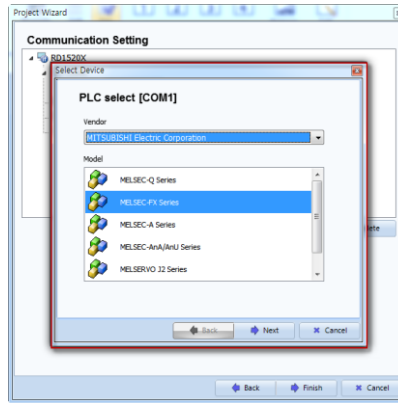 Project Wizard
Communication Setting
RD1520X
Select Device
PLC select [COM1]
Vendor
MITSUBISHI Electric Corporation
Model
MELSEC-Q Series
MELSEC-FX Series
MELSEC-A Series
MELSEC-AnA/AnU Series
MELSERVO J2 Series
lete
Back
Next
Cancel
Back
Finish
Cancel